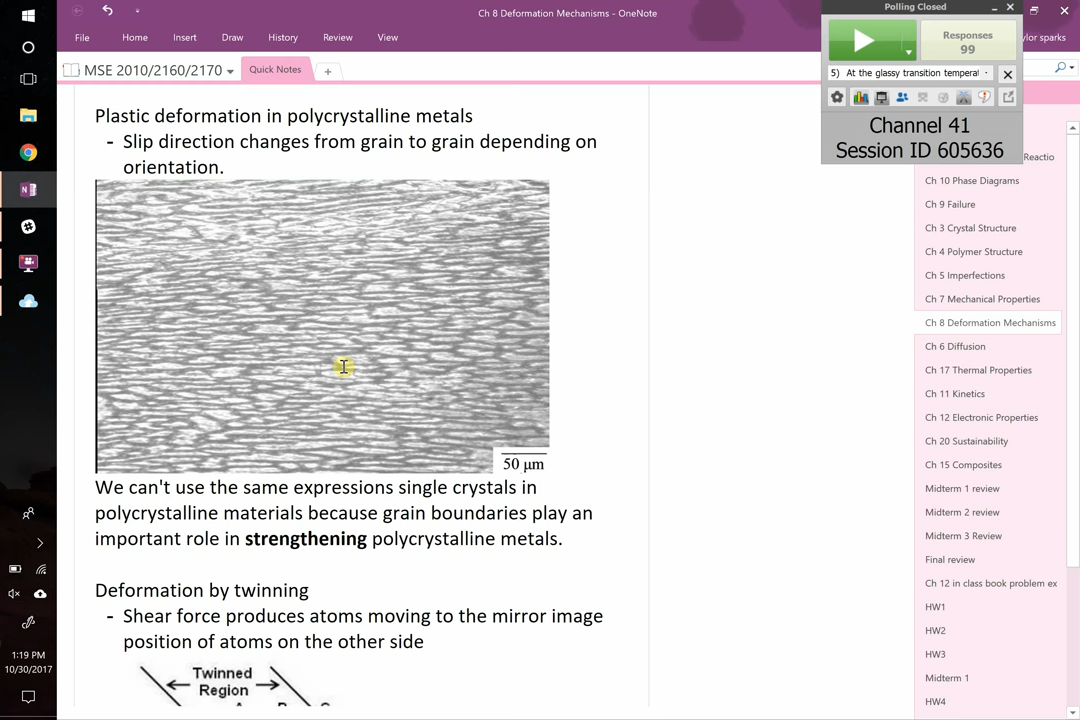 Ch 8 Deformation Mechanisms - OneNote
Polling Closed
File Home Insert Draw History Review View
Responses
99
ylor sparks
MSE 2010/2160/2170
Quick Notes
5) At the glassy transition temperat
Channel 41
Session ID 605636
Plastic deformation in polycrystalline metals
- Slip direction changes from grain to grain depending on
orientation.
50 µm
We can't use the same expressions single crystals in
polycrystalline materials because grain boundaries play an
important role in strengthening polycrystalline metals.
Deformation by twinning
- Shear force produces atoms moving to the mirror image
position of atoms on the other side
Twinned
Region
Reactio
Ch 10 Phase Diagrams
Ch 9 Failure
Ch 3 Crystal Structure
Ch 4 Polymer Structure
Ch 5 Imperfections
Ch 7 Mechanical Properties
Ch 8 Deformation Mechanisms
Ch 6 Diffusion
Ch 17 Thermal Properties
Ch 11 Kinetics
Ch 12 Electronic Properties
Ch 20 Sustainability
Ch 15 Composites
Midterm 1 review
Midterm 2 review
Midterm 3 Review
Final review
Ch 12 in class book problem ex
HW1
HW2
HW3
Midterm 1
HW4
1:19 PM
10/30/2017